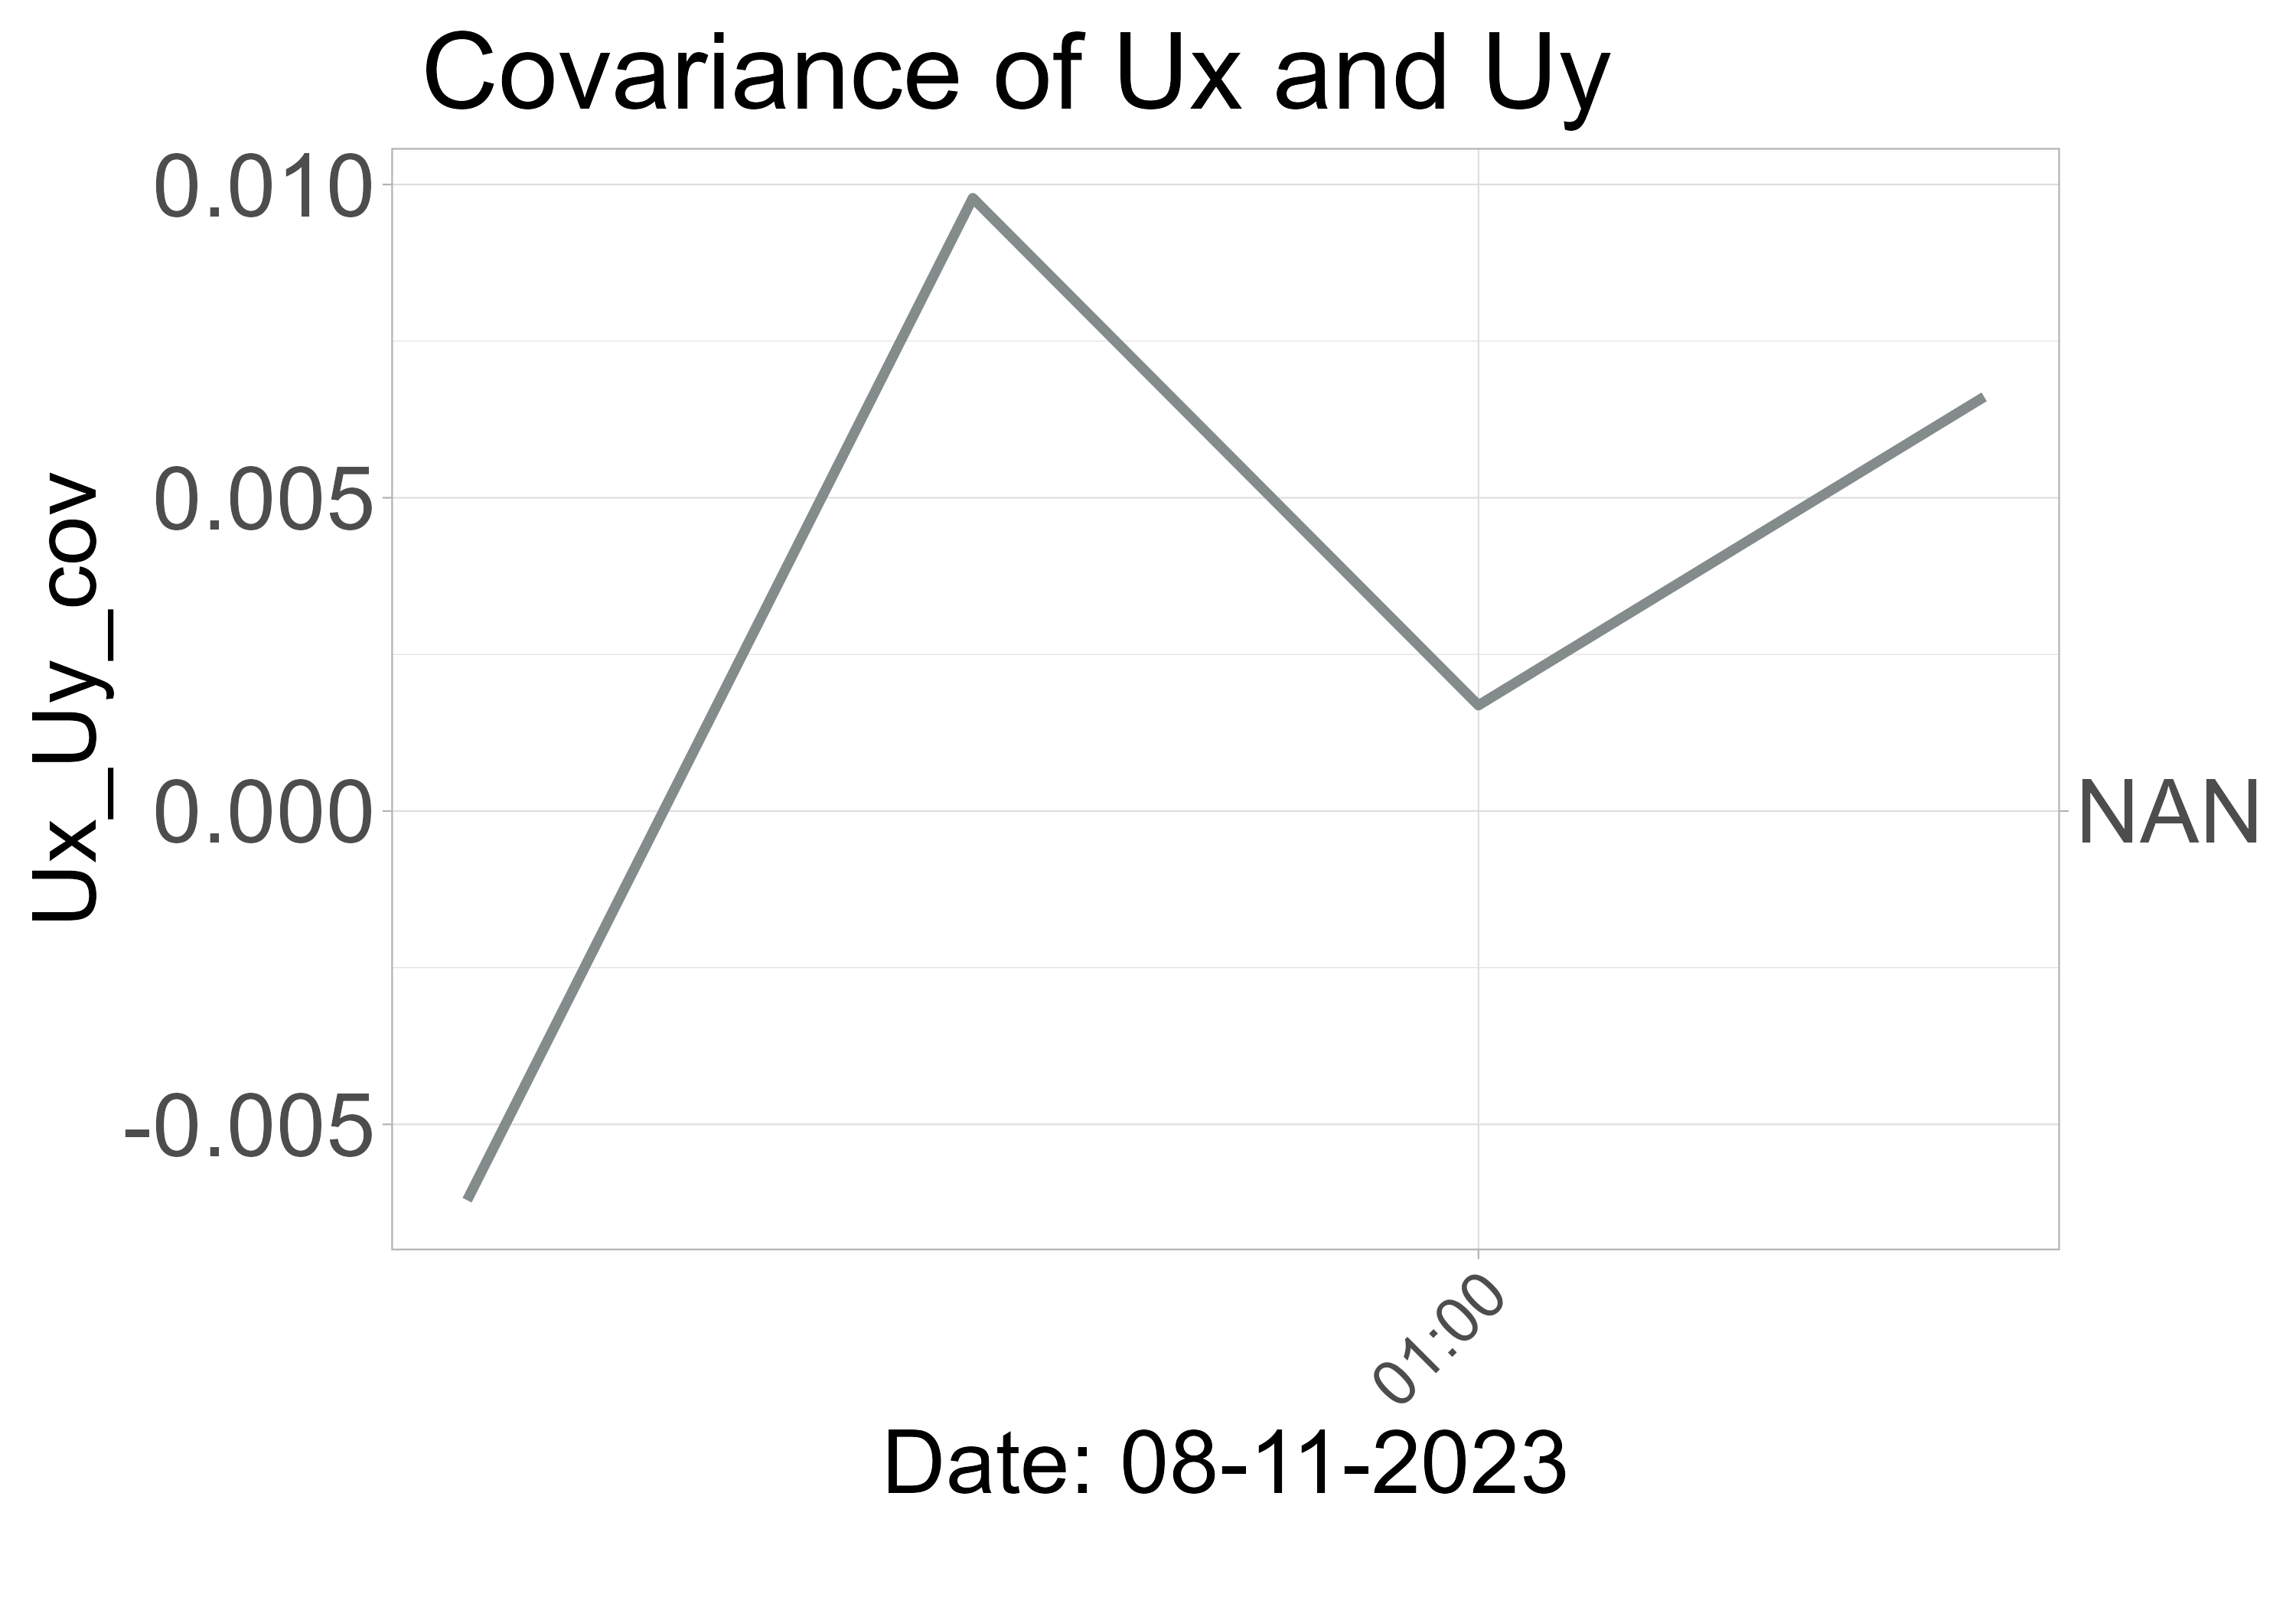 Covariance of Ux and Uy
Ux_Uy_cov
0.010
0.005
0.000
-0.005
NAN
01:00
Date: 08-11-2023